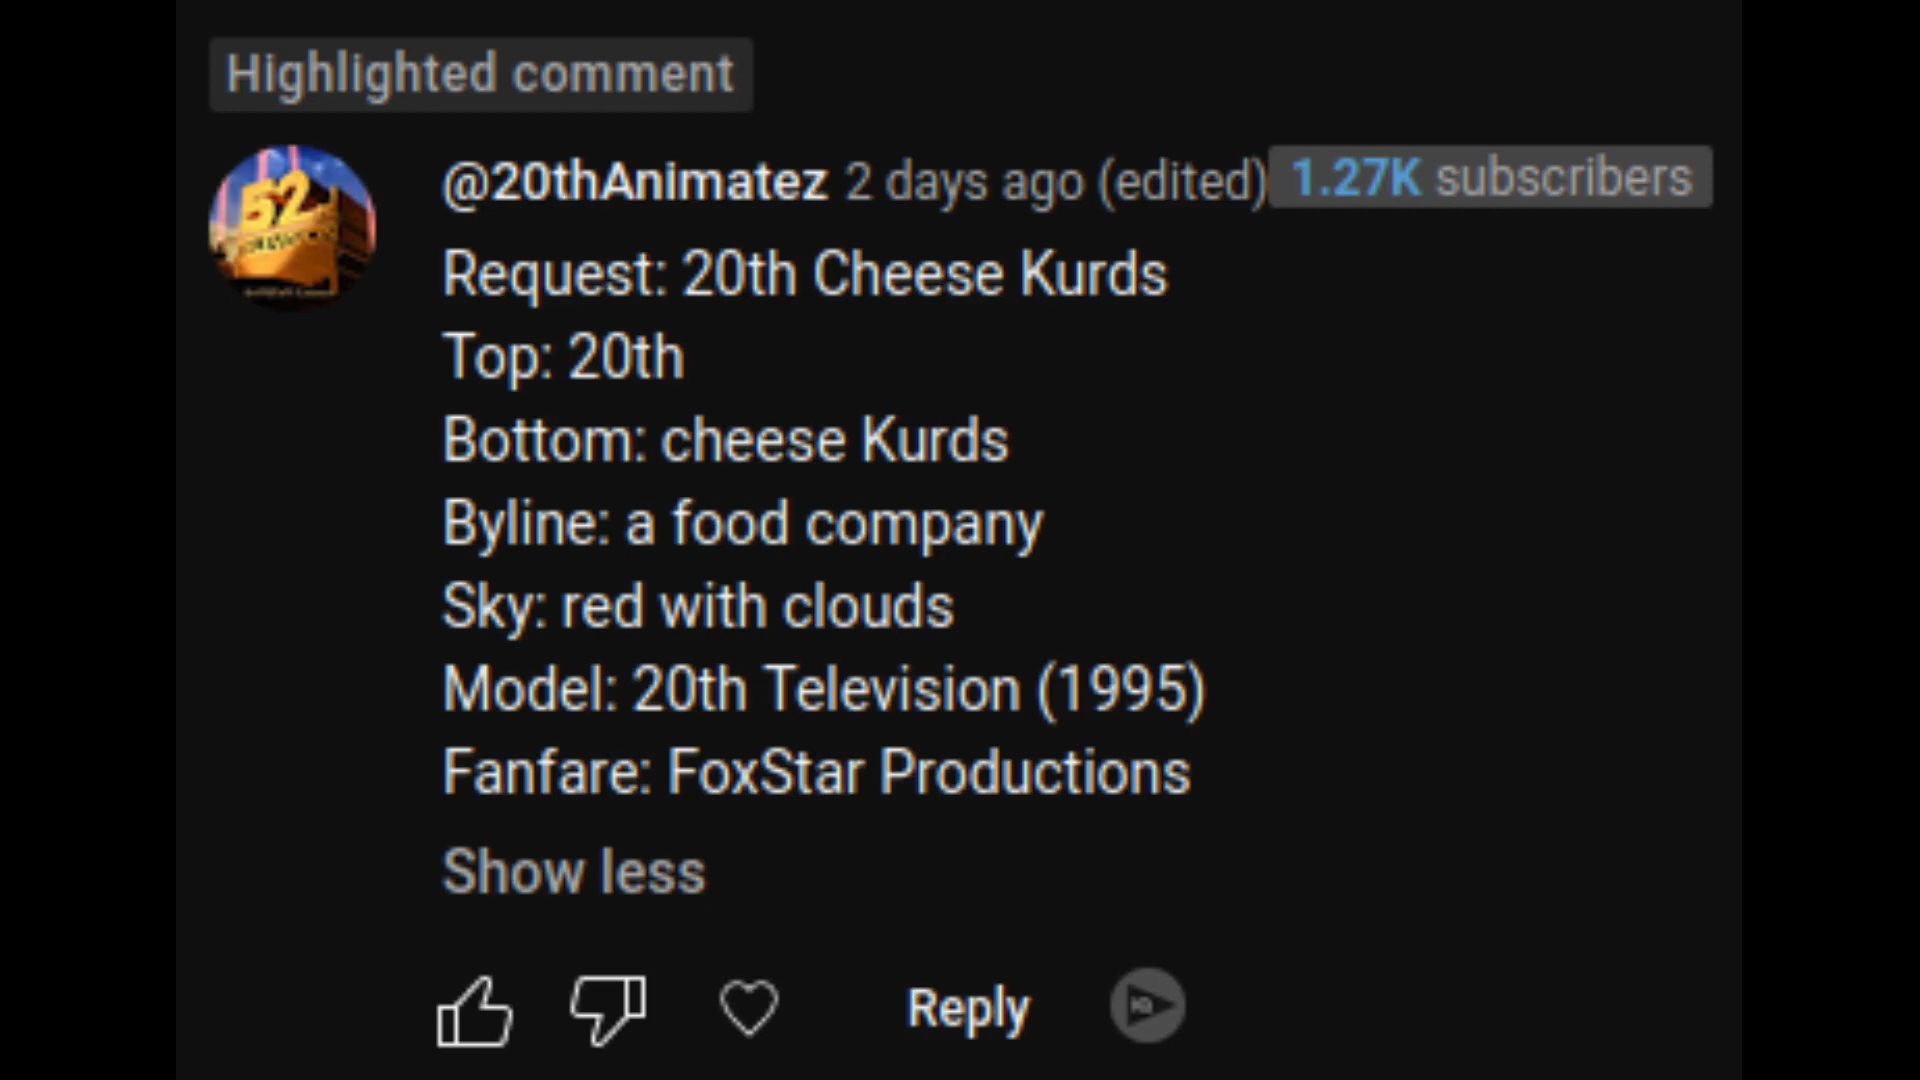 Highlighted comment
@20thAnimatez 2 days ago (edited) 1.27K subscribers
Request: 20th Cheese Kurds
Top: 20th
Bottom: cheese Kurds
Byline: a food company
Sky: red with clouds
Model: 20th Television (1995)
Fanfare: FoxStar Productions
Show less
Reply
52